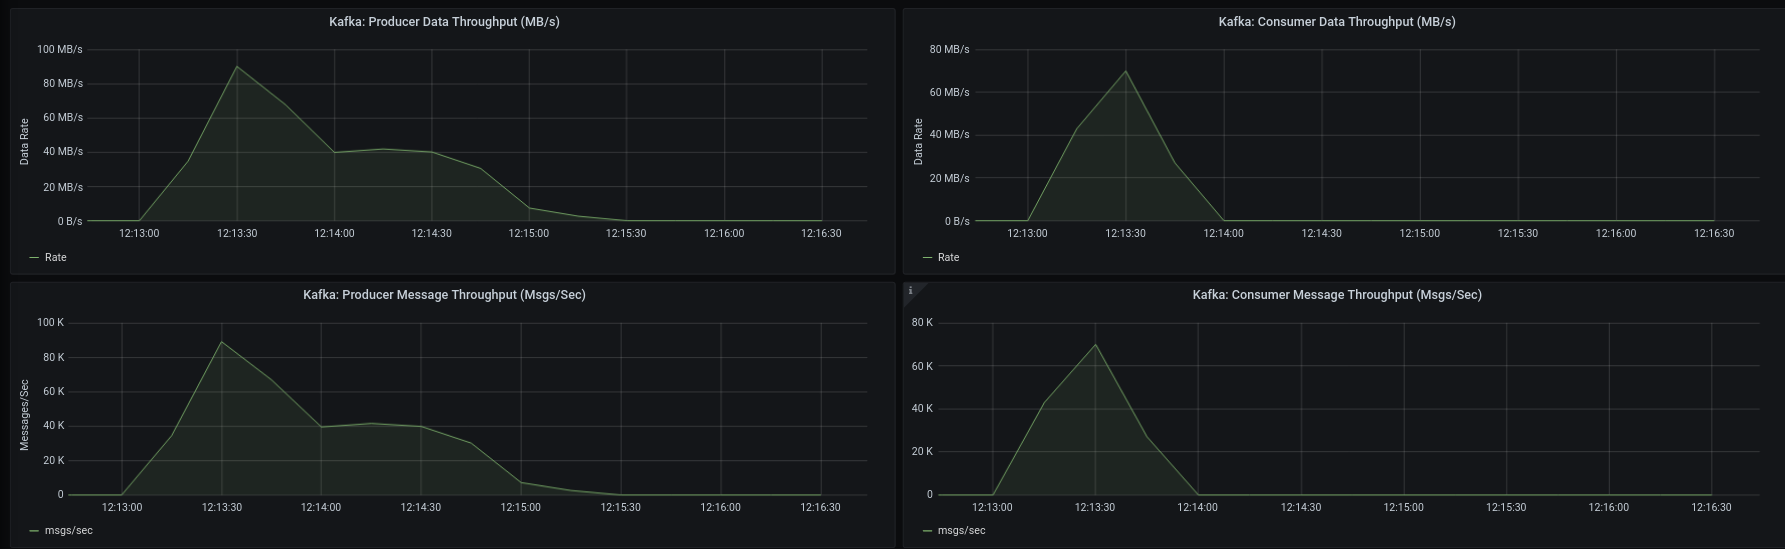 Kafka: Producer Data Throughput (MB/s)
100 MB/s
80 MB/s
60 MB/s
40 MB/s
20 MB/s
0 B/s
Data Rate
12:13:00 12:13:30 12:14:00 12:14:30 12:15:00 12:15:30 12:16:00 12:16:30
Rate
Kafka: Consumer Data Throughput (MB/s)
80 MB/s
60 MB/s
40 MB/s
20 MB/s
0 B/s
Data Rate
12:13:00 12:13:30 12:14:00 12:14:30 12:15:00 12:15:30 12:16:00 12:16:30
Rate
Kafka: Producer Message Throughput (Msgs/Sec)
100 K
80 K
60 K
40 K
20 K
0
Messages/Sec
12:13:00 12:13:30 12:14:00 12:14:30 12:15:00 12:15:30 12:16:00 12:16:30
msgs/sec
i
Kafka: Consumer Message Throughput (Msgs/Sec)
80 K
60 K
40 K
20 K
0
12:13:00 12:13:30 12:14:00 12:14:30 12:15:00 12:15:30 12:16:00 12:16:30
msgs/sec